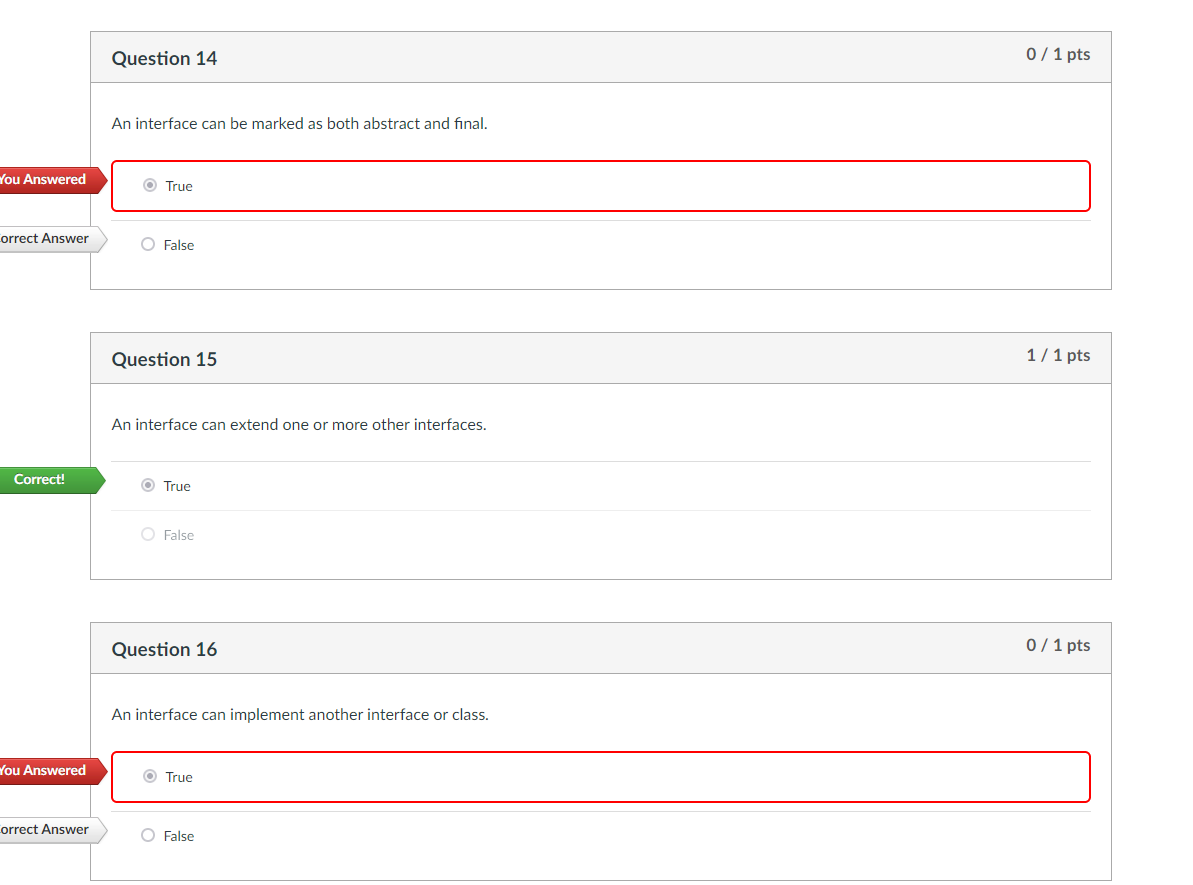 Question 14
0 / 1 pts
An interface can be marked as both abstract and final.
You Answered
True
orrect Answer
False
Question 15
1 / 1 pts
An interface can extend one or more other interfaces.
Correct!
True
False
Question 16
0 / 1 pts
An interface can implement another interface or class.
You Answered
True
orrect Answer
False